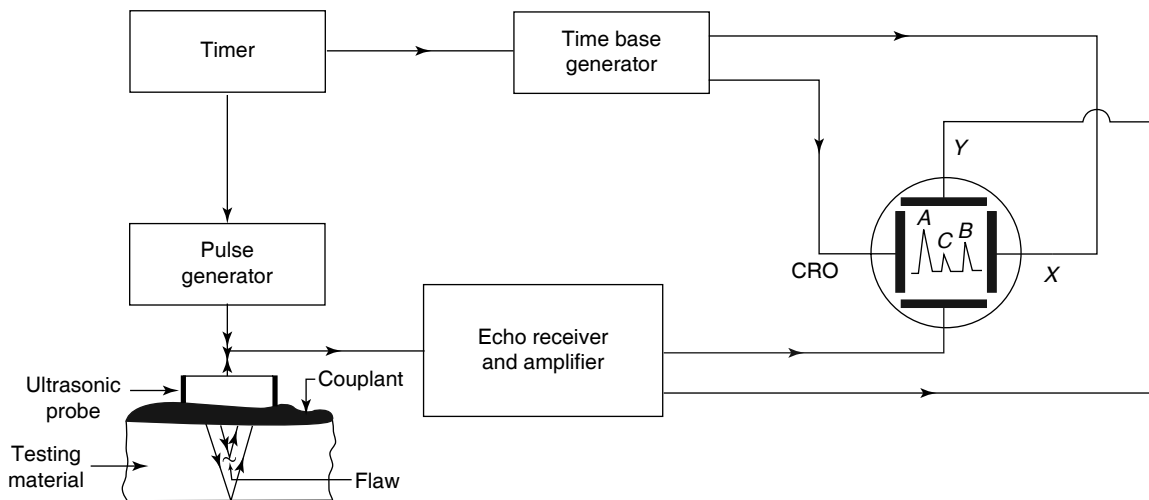 Timer
Time base
generator
Y
A
C
B
CRO
X
Pulse
generator
Echo receiver
and amplifier
Ultrasonic
probe
Couplant
Testing
material
Flaw